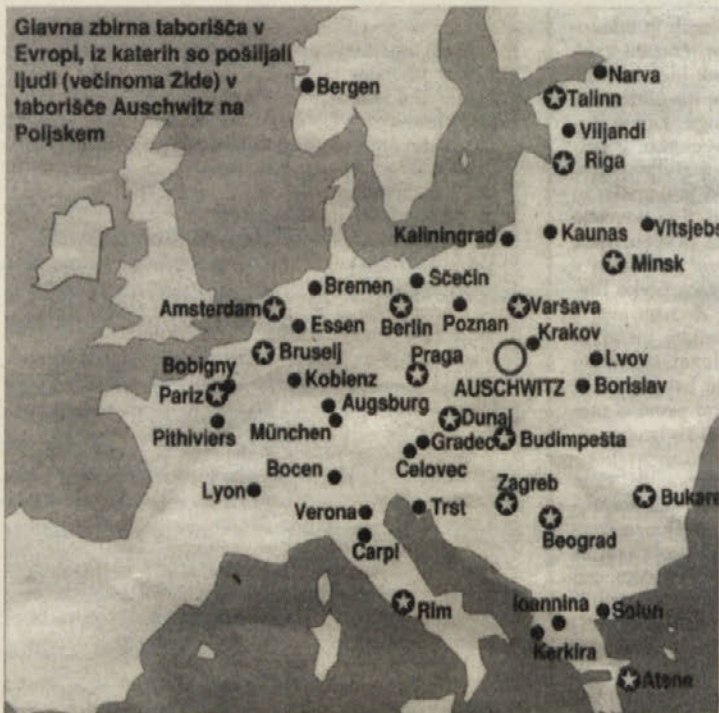 Glavna zbirna taborišča v
Evropi, iz katerih so pošiljali
ljudi (večinoma Žide) v
taborišče Auschwitz na
Poljskem
Bergen
Narva
Talinn
Viljandi
Riga
Kaliningrad
Kaunas
Vitsjebs
Minsk
Bremen
Ščečin
Amsterdam
Essen
Berlin
Poznan
Varšava
Krakov
Bruselj
Praga
Lvov
Bobigny
Koblenz
AUSCHWITZ
Borislav
Pariz
Augsburg
Dunaj
Pithiviers
München
Gradec
Budimpešta
Celovec
Bocen
Lyon
Zagreb
Bukare
Verona
Trst
Beograd
Carpi
Rim
Ioannina
Solun
Kerkira
Atene